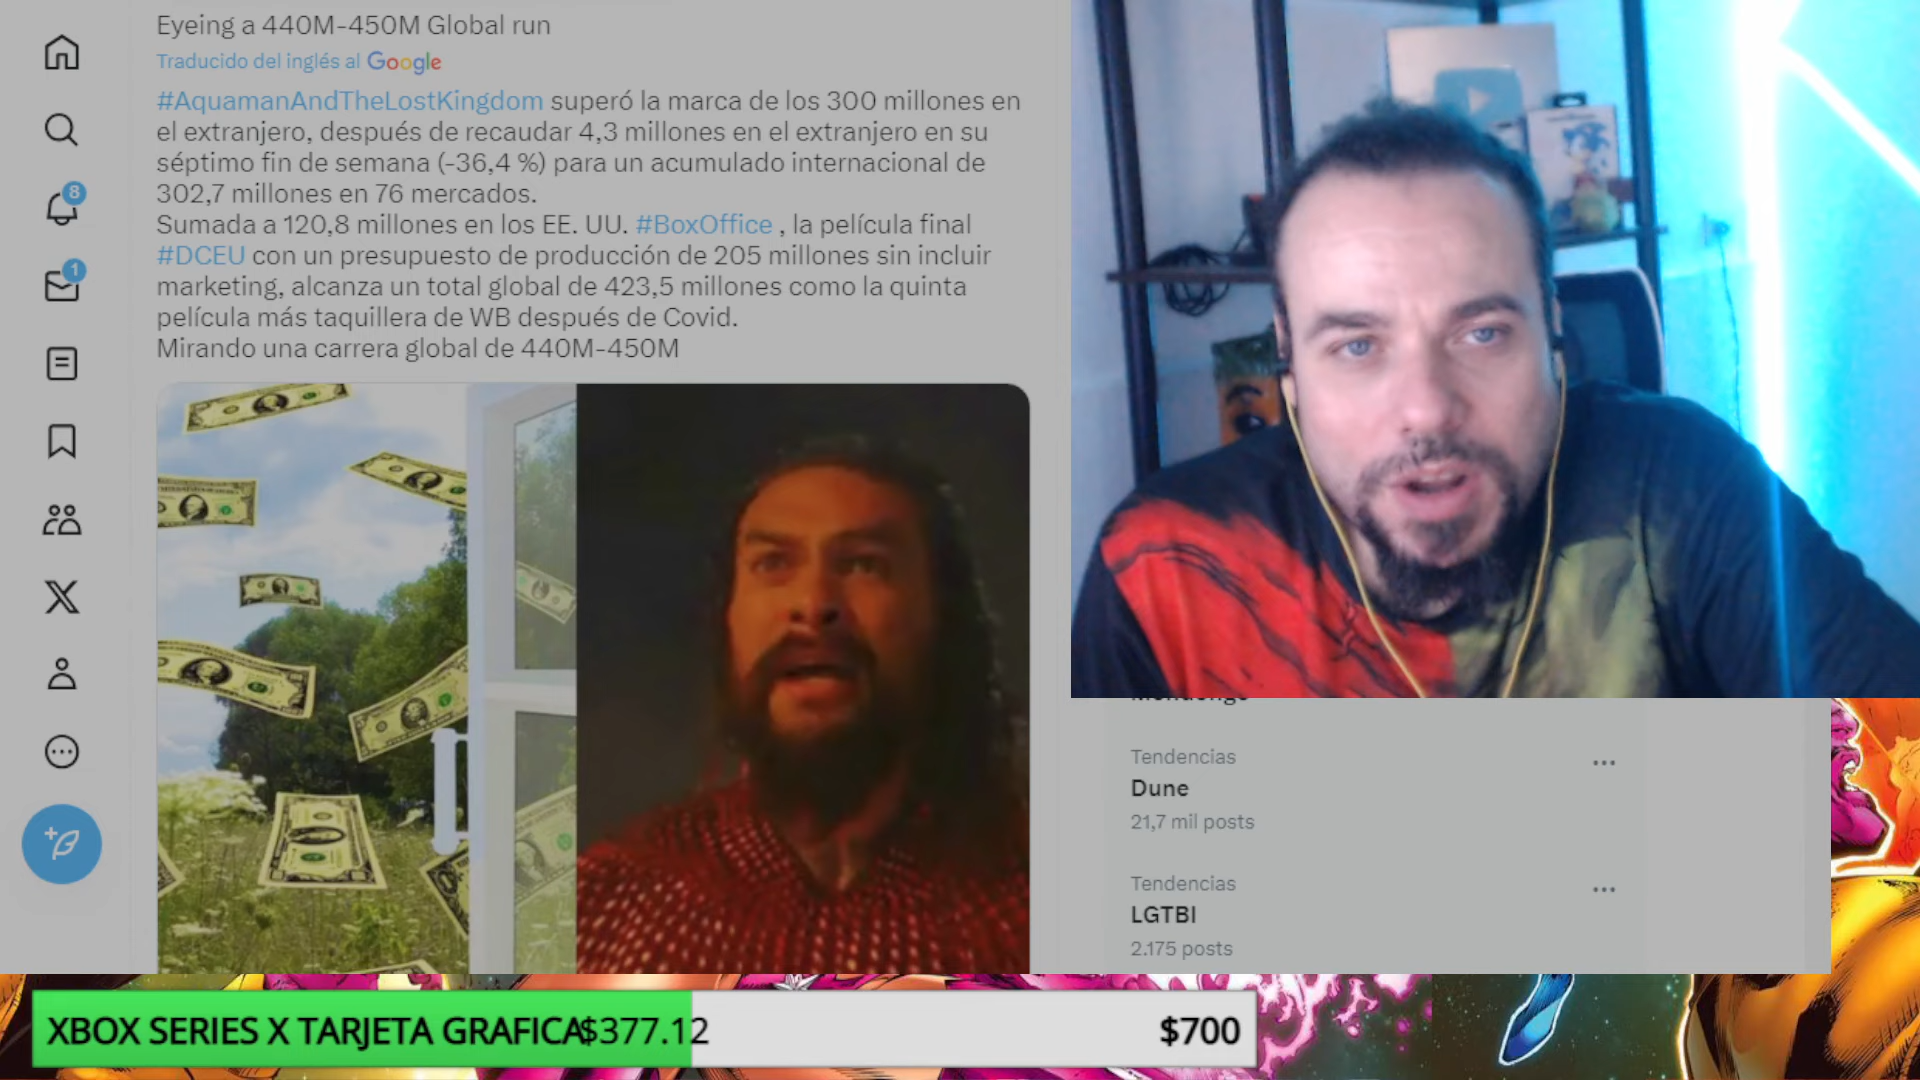 Eyeing a 440M-450M Global run
Traducido del inglés al Google
#AquamanAndTheLostKingdom superó la marca de los 300 millones en
el extranjero, después de recaudar 4,3 millones en el extranjero en su
séptimo fin de semana (-36,4 %) para un acumulado internacional de
302,7 millones en 76 mercados.
Sumada a 120,8 millones en los EE. UU. #BoxOffice , la película final
#DCEU con un presupuesto de producción de 205 millones sin incluir
marketing, alcanza un total global de 423,5 millones como la quinta
película más taquillera de WB después de Covid.
Mirando una carrera global de 440M-450M
8
1
Tendencias
Dune
21,7 mil posts
Tendencias
LGTBI
2.175 posts
XBOX SERIES X TARJETA GRAFICA $377.12 $700